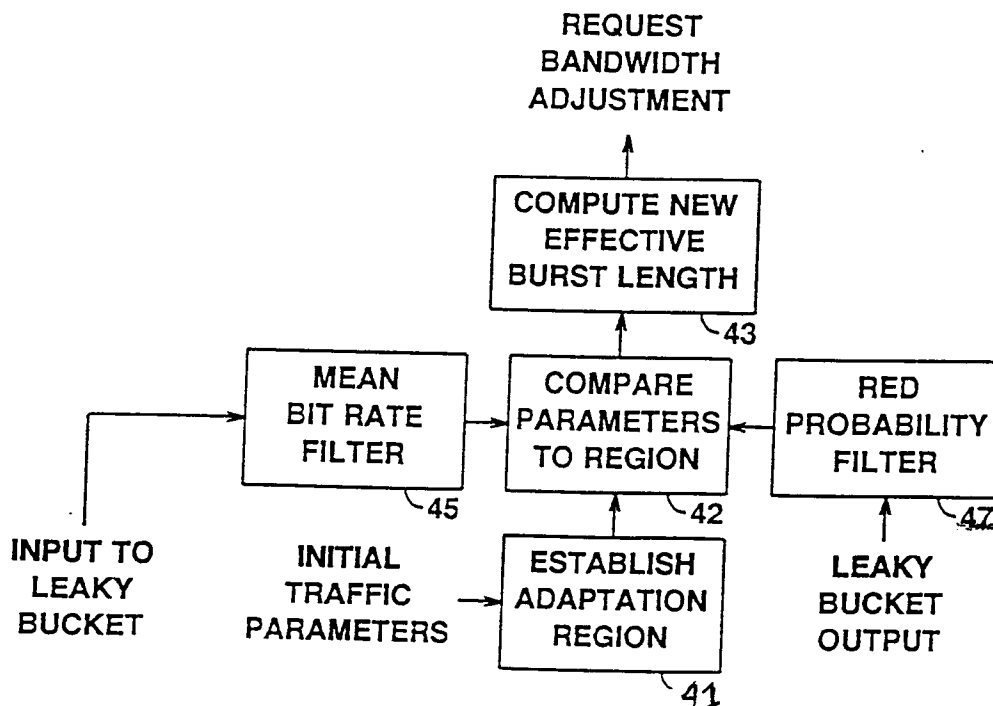 REQUEST
BANDWIDTH
ADJUSTMENT
COMPUTE NEW
EFFECTIVE
BURST LENGTH
43
MEAN
BIT RATE
FILTER
45
COMPARE
PARAMETERS
TO REGION
42
RED
PROBABILITY
FILTER
47
INPUT TO
LEAKY
BUCKET
INITIAL
TRAFFIC
PARAMETERS
ESTABLISH
ADAPTATION
REGION
41
LEAKY
BUCKET
OUTPUT